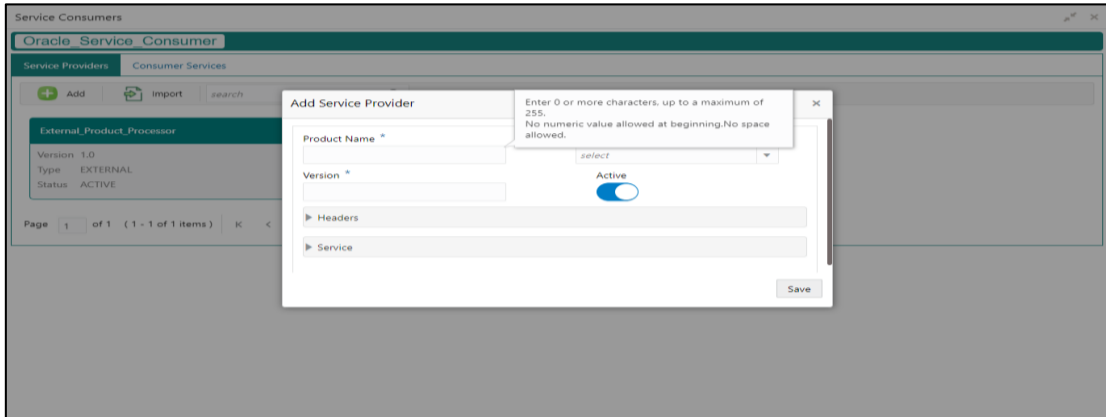 Service Consumers
Oracle_Service_Consumer
Service Providers Consumer Services
Add Import search
External_Product_Processor
Version 1.0
Type EXTERNAL
Status ACTIVE
Page 1 of 1 ( 1 - 1 of 1 items )
Add Service Provider
Enter 0 or more characters, up to a maximum of
255.
No numeric value allowed at beginning.No space
allowed.
Product Name *
select
Version *
Active
Headers
Service
Save